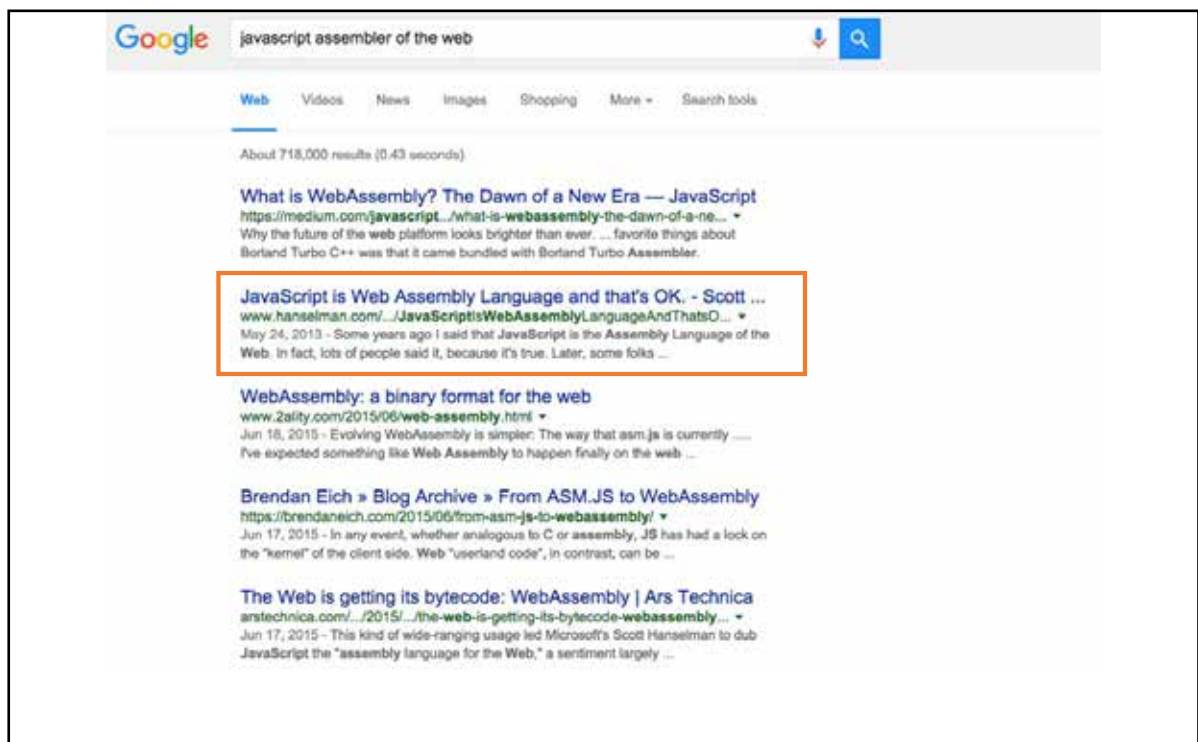 Google javascript assembler of the web
Web Videos News Images Shopping More Search tools
About 718,000 results (0.43 seconds)
What is WebAssembly? The Dawn of a New Era — JavaScript
https://medium.com/javascript.../what-is-webassembly-the-dawn-of-a-ne...
Why the future of the web platform looks brighter than ever. ... favorite things about
Borland Turbo C++ was that it came bundled with Borland Turbo Assembler.
JavaScript is Web Assembly Language and that's OK. - Scott ...
www.hanselman.com/.../JavaScriptIsWebAssemblyLanguageAndThatsO...
May 24, 2013 - Some years ago I said that JavaScript is the Assembly Language of the
Web. In fact, lots of people said it, because it's true. Later, some folks ...
WebAssembly: a binary format for the web
www.2ality.com/2015/06/web-assembly.html
Jun 18, 2015 - Evolving WebAssembly is simpler: The way that asm.js is currently .....
I've expected something like Web Assembly to happen finally on the web ...
Brendan Eich » Blog Archive » From ASM.JS to WebAssembly
https://brendaneich.com/2015/06/from-asm-js-to-webassembly/
Jun 17, 2015 - In any event, whether analogous to C or assembly, JS has had a lock on
the "kernel" of the client side. Web "userland code", in contrast, can be ...
The Web is getting its bytecode: WebAssembly | Ars Technica
arstechnica.com/.../2015/.../the-web-is-getting-its-bytecode-webassembly...
Jun 17, 2015 - This kind of wide-ranging usage led Microsoft's Scott Hanselman to dub
JavaScript the "assembly language for the Web," a sentiment largely ...